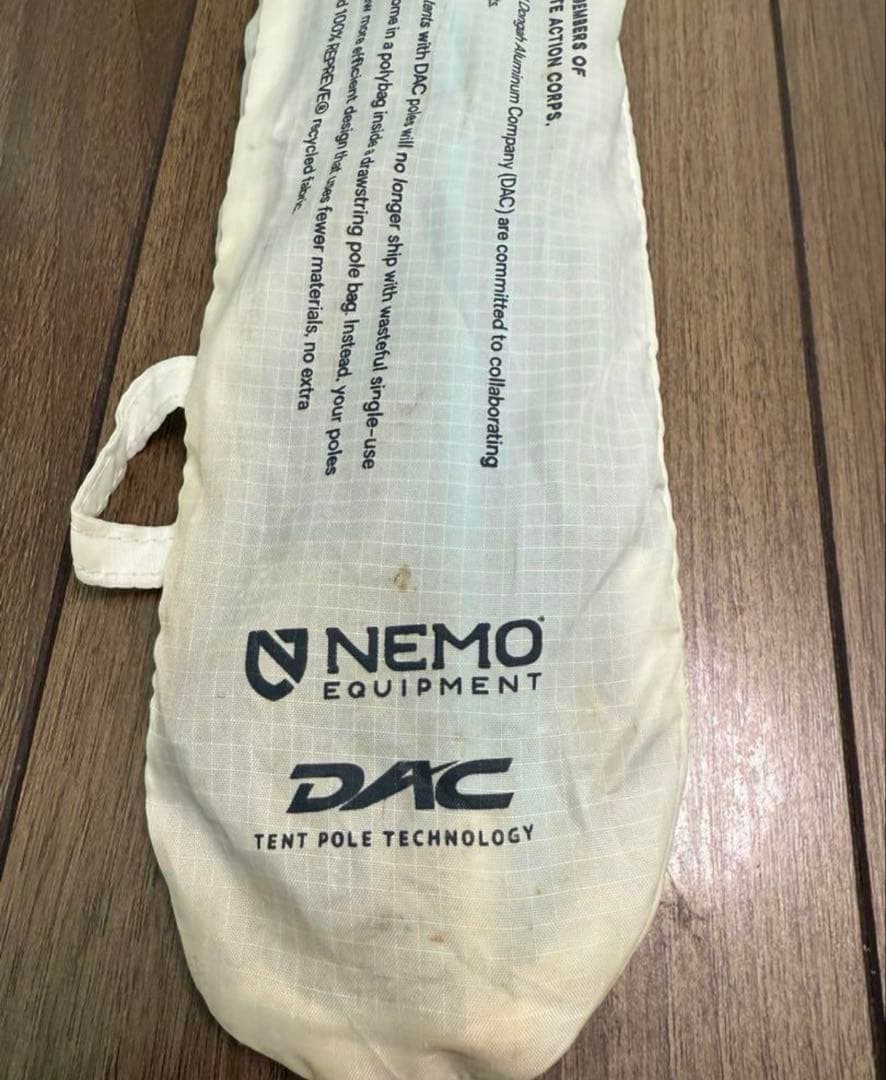 EMBERS OF
TE ACTION CORPS.
Dongah Aluminum Company (DAC) are committed to collaborating
ts
tents with DAC poles will no longer ship with wasteful single-use
ome in a polybag inside a drawstring pole bag. Instead, your poles
w more efficient design that uses fewer materials, no extra
d 100% REPREVE® recycled fabric.
NEMO
EQUIPMENT
DAC
TENT POLE TECHNOLOGY